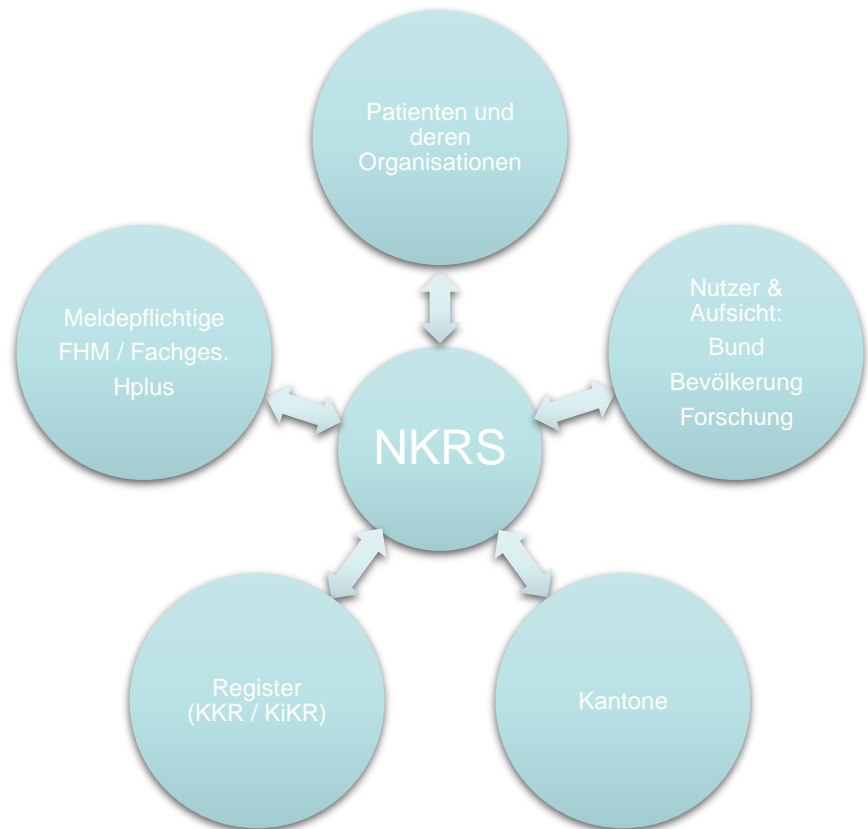 Patienten und
deren
Organisationen
Meldepflichtige
FHM / Fachges.
Hplus
Nutzer &
Aufsicht:
Bund
Bevölkerung
Forschung
NKRS
Register
(KKR / KiKR)
Kantone